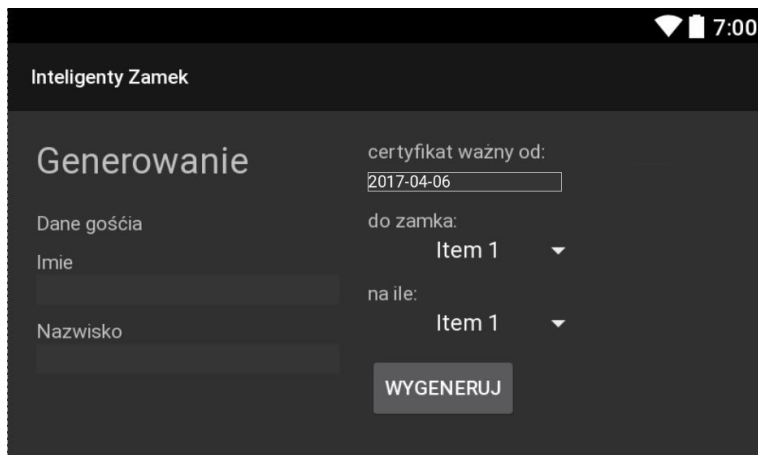 7:00
Inteligenty Zamek
Generowanie
Dane gośćia
Imie
Nazwisko
certyfikat ważny od:
2017-04-06
do zamka:
Item 1
na ile:
Item 1
WYGENERUJ